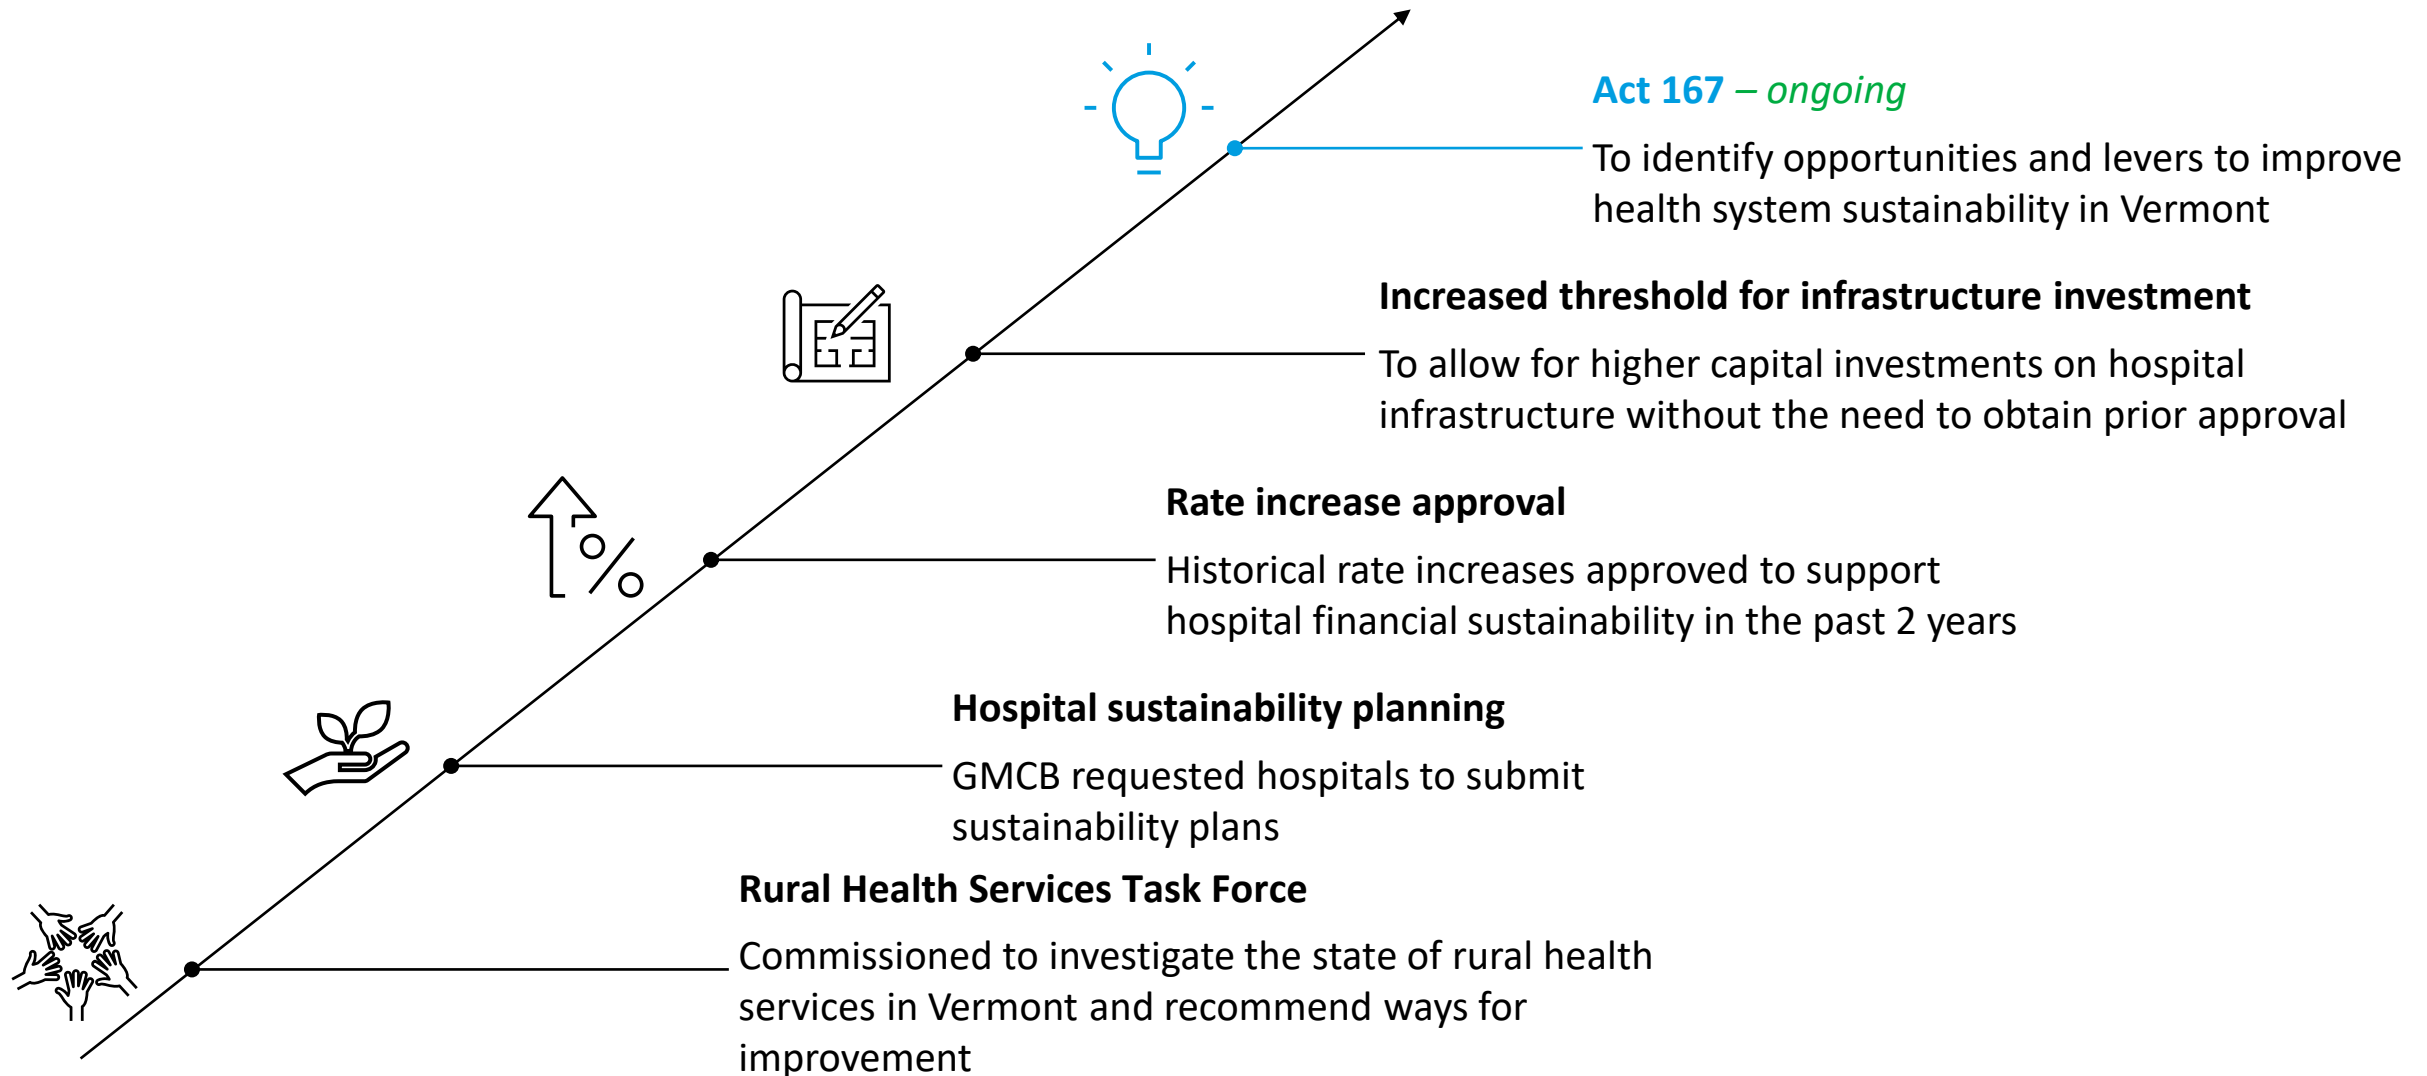 Act 167 – ongoing
To identify opportunities and levers to improve
health system sustainability in Vermont
Increased threshold for infrastructure investment
To allow for higher capital investments on hospital
infrastructure without the need to obtain prior approval
Rate increase approval
Historical rate increases approved to support
hospital financial sustainability in the past 2 years
Hospital sustainability planning
GMCB requested hospitals to submit
sustainability plans
Rural Health Services Task Force
Commissioned to investigate the state of rural health
services in Vermont and recommend ways for
improvement